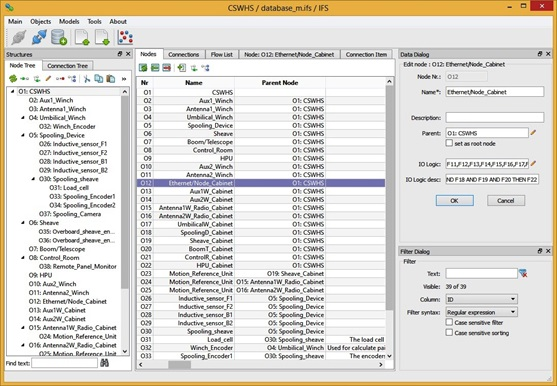 CSWHS / database_m.ifs / IFS
Main Objects Models Tools About
Structures
Node Tree Connection Tree
O1: CSWHS
O2: Aux1_Winch
O3: Antenna1_Winch
O4: Umbilical_Winch
O32: Winch_Encoder
O5: Spooling_Device
O26: Inductive_sensor_F1
O27: Inductive_sensor_F2
O28: Inductive_sensor_B1
O29: Inductive_sensor_B2
O30: Spooling_sheave
O31: Load_cell
O33: Spooling_Encoder1
O34: Spooling_Encoder2
O37: Spooling_Camera
O6: Sheave
O35: Overboard_sheave_en...
O36: Overboard_sheave_en...
O7: Boom/Telescope
O8: Control_Room
O38: Remote_Panel_Monitor
O9: HPU
O10: Aux2_Winch
O11: Antenna2_Winch
O12: Ethernet/Node_Cabinet
O13: Aux1W_Cabinet
O14: Aux2W_Cabinet
O15: Antenna1W_Radio_Cabinet
O24: Motion_Reference_Unit
O16: Antenna2W_Radio_Cabinet
O25: Motion_Reference_Unit
Find text:
Nodes Connections Flow List Node: O12: Ethernet/Node_Cabinet Connection Item
Nr Name Parent Node
O1 CSWHS
O2 Aux1_Winch O1: CSWHS
O3 Antenna1_Winch O1: CSWHS
O4 Umbilical_Winch O1: CSWHS
O5 Spooling_Device O1: CSWHS
O6 Sheave O1: CSWHS
O7 Boom/Telescope O1: CSWHS
O8 Control_Room O1: CSWHS
O9 HPU O1: CSWHS
O10 Aux2_Winch O1: CSWHS
O11 Antenna2_Winch O1: CSWHS
O12 Ethernet/Node_Cabinet O1: CSWHS
O13 Aux1W_Cabinet O1: CSWHS
O14 Aux2W_Cabinet O1: CSWHS
O15 Antenna1W_Radio_Cabinet O1: CSWHS
O16 Antenna2W_Radio_Cabinet O1: CSWHS
O17 UmbilicalW_Cabinet O1: CSWHS
O18 SpoolingD_Cabinet O1: CSWHS
O19 Sheave_Cabinet O1: CSWHS
O20 BoomT_Cabinet O1: CSWHS
O21 ControlR_Cabinet O1: CSWHS
O22 HPU_Cabinet O1: CSWHS
O23 Motion_Reference_Unit O19: Sheave_Cabinet
O24 Motion_Reference_Unit O15: Antenna1W_Radio_Cabinet
O25 Motion_Reference_Unit O16: Antenna2W_Radio_Cabinet
O26 Inductive_sensor_F1 O5: Spooling_Device
O27 Inductive_sensor_F2 O5: Spooling_Device
O28 Inductive_sensor_B1 O5: Spooling_Device
O29 Inductive_sensor_B2 O5: Spooling_Device
O30 Spooling_sheave O5: Spooling_Device
O31 Load_cell O30: Spooling_sheave The load cell
O32 Winch_Encoder O4: Umbilical_Winch Used for calculate pai
O33 Spooling_Encoder1 O30: Spooling_sheave The encoden
Data Dialog
Edit node : O12: Ethernet/Node_Cabinet
Node Nr.: O12
Name*: Ethernet/Node_Cabinet
Description:
Parent: O1: CSWHS
set as root node
IO Logic: F11,F12,F13,F14,F15,F16,F17,F
IO Logic desc: ND F18 AND F19 AND F20 THEN F22
OK Cancel
Filter Dialog
Filter
Text:
Visible: 39 of 39
Column: ID
Filter syntax: Regular expression
Case sensitive filter
Case sensitive sorting